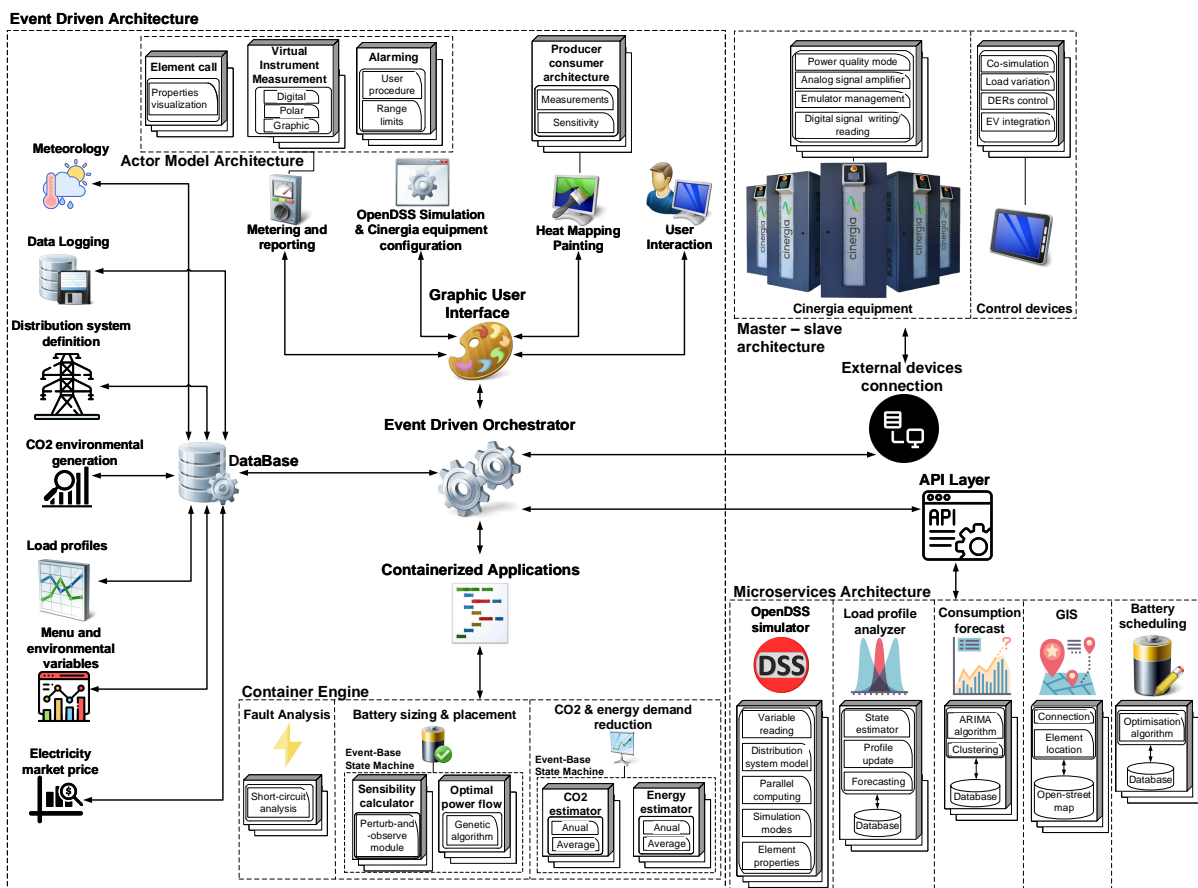 Event Driven Architecture
Element call
Properties
visualization
Virtual
Instrument
Measurement
Digital
Polar
Graphic
Alarming
User
procedure
Range
limits
Actor Model Architecture
Producer
consumer
architecture
Measurements
Sensitivity
Power quality mode
Analog signal amplifier
Emulator management
Digital signal writing/
reading
Co-simulation
Load variation
DERs control
EV integration
Meteorology
Data Logging
Distribution system
definition
CO2 environmental
generation
Load profiles
Menu and
environmental
variables
Electricity
market price
Metering and
reporting
OpenDSS Simulation
& Cinergia equipment
configuration
Heat Mapping
Painting
User
Interaction
Graphic User
Interface
cinergia
cinergia
cinergia
cinergia
cinergia
Cinergia equipment
Control devices
Master – slave
architecture
External devices
connection
Event Driven Orchestrator
DataBase
API Layer
API
Containerized Applications
Container Engine
Fault Analysis
Short-circuit
analysis
Battery sizing & placement
Event-Base
State Machine
Sensibility
calculator
Perturb-and
-observe
module
Optimal
power flow
Genetic
algorithm
CO2 & energy demand
reduction
Event-Base
State Machine
CO2
estimator
Anual
Average
Energy
estimator
Anual
Average
Microservices Architecture
OpenDSS
simulator
DSS
Variable
reading
Distribution
system model
Parallel
computing
Simulation
modes
Element
properties
Load profile
analyzer
State
estimator
Profile
update
Forecasting
Database
Consumption
forecast
ARIMA
algorithm
Clustering
Database
GIS
Connection
Element
location
Open-street
map
Battery
scheduling
Optimisation
algorithm
Database